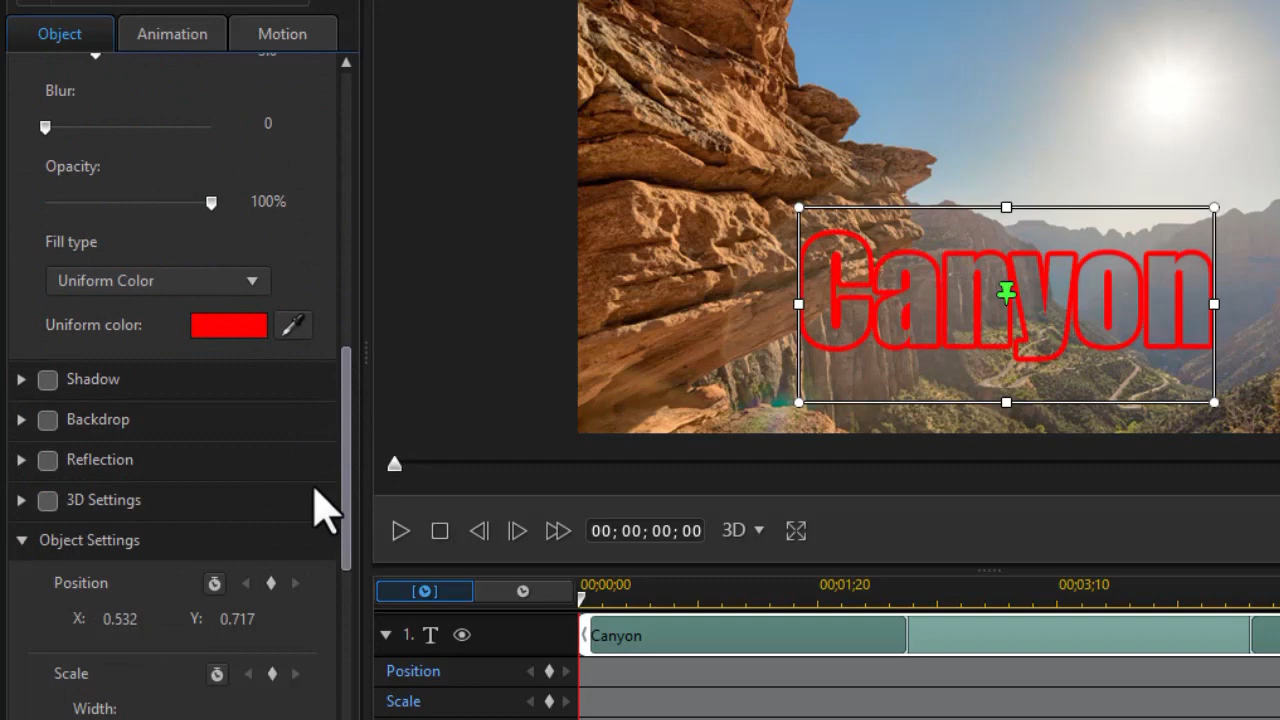 Object Animation Motion
Blur:
0
Opacity:
100%
Fill type
Uniform Color
Uniform color:
Shadow
Backdrop
Reflection
3D Settings
Object Settings
Position
X: 0.532 Y: 0.717
Scale
Width:
Canyon
00;00;00;00 3D
00;00;00 00;01;20 00;03;10
1. T Canyon
Position
Scale